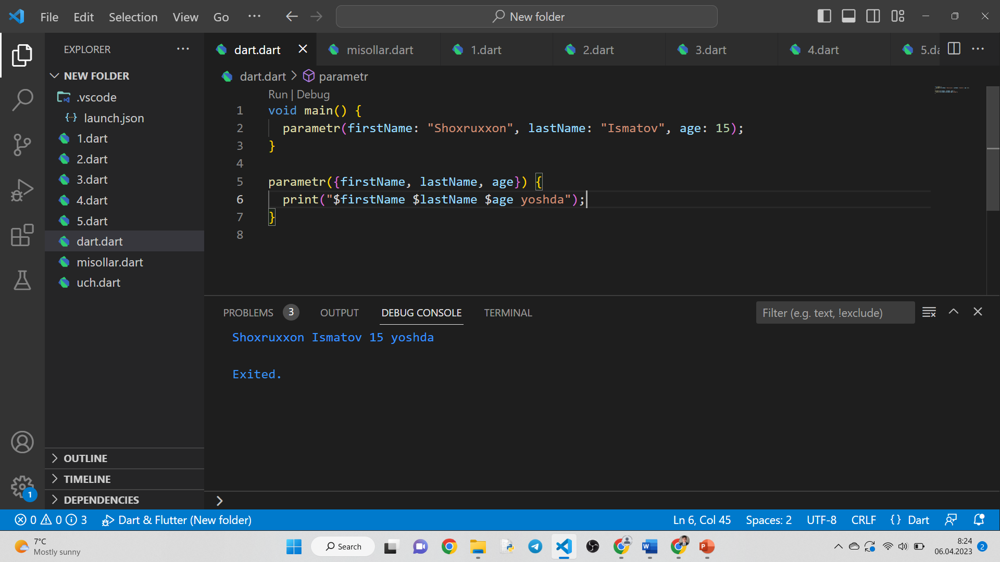 File Edit Selection View Go ··· New folder
EXPLORER ···
NEW FOLDER
.vscode
launch.json
1.dart
2.dart
3.dart
4.dart
5.dart
dart.dart
misollar.dart
uch.dart
OUTLINE
TIMELINE
DEPENDENCIES
1
dart.dart misollar.dart 1.dart 2.dart 3.dart 4.dart 5.da ···
dart.dart > parametr
Run | Debug
1 void main() {
2 parametr(firstName: "Shoxruxxon", lastName: "Ismatov", age: 15);
3 }
4
5 parametr({firstName, lastName, age}) {
6 print("$firstName $lastName $age yoshda");
7 }
8
PROBLEMS 3 OUTPUT DEBUG CONSOLE TERMINAL Filter (e.g. text, !exclude)
Shoxruxxon Ismatov 15 yoshda
Exited.
>
0 0 3 Dart & Flutter (New folder) Ln 6, Col 45 Spaces: 2 UTF-8 CRLF {} Dart
7°C
Mostly sunny
Search
8:24
06.04.2023
2